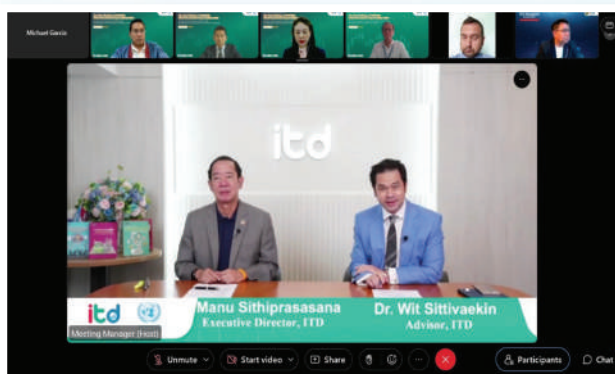 Michael Garcia
itd
itd
Manu Sithiprasasana
Executive Director, ITD
Dr. Wit Sittivaekin
Advisor, ITD
Meeting Manager (Host)
Unmute
Start video
Share
Participants
Chat